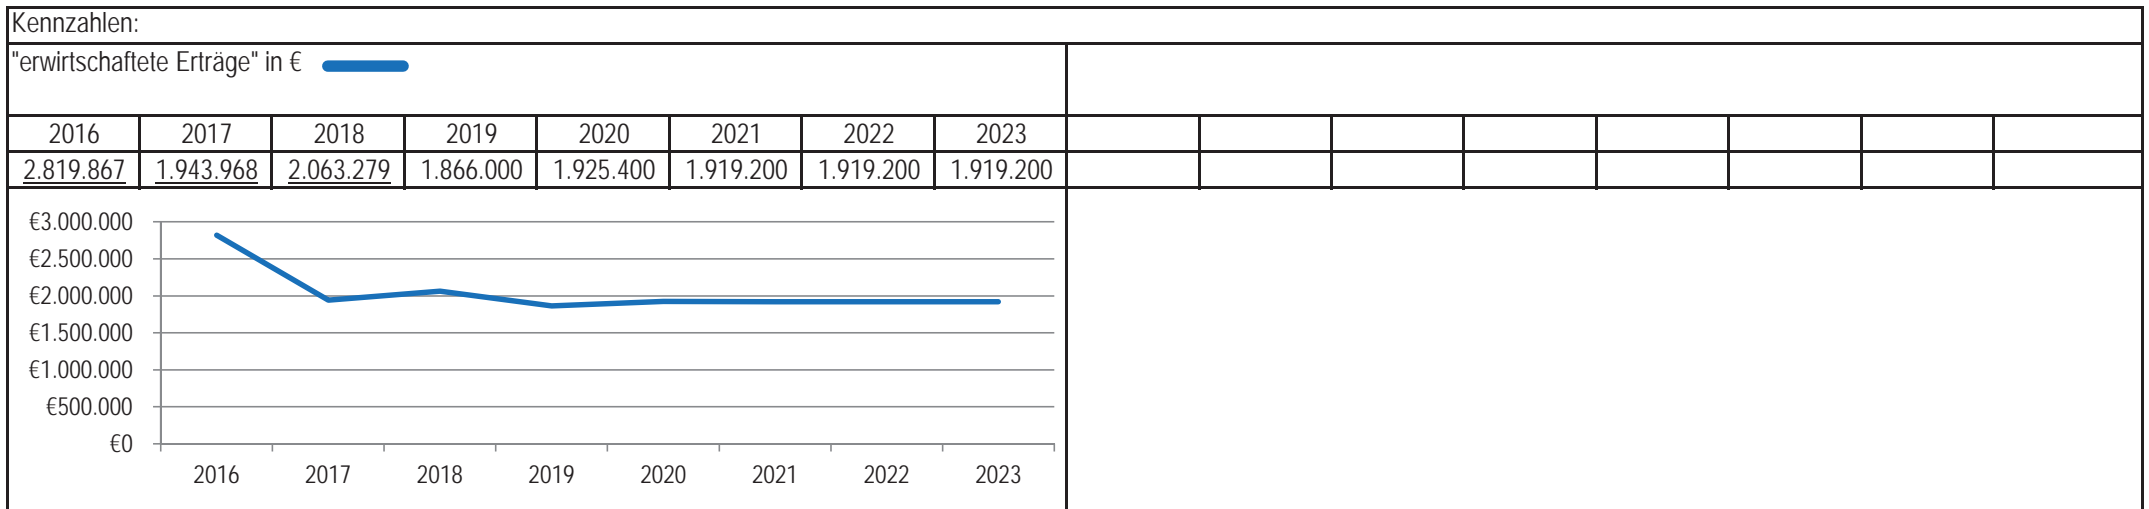 Kennzahlen:
"erwirtschaftete Erträge" in €
2016 2017 2018 2019 2020 2021 2022 2023
2.819.867 1.943.968 2.063.279 1.866.000 1.925.400 1.919.200 1.919.200 1.919.200
€3.000.000
€2.500.000
€2.000.000
€1.500.000
€1.000.000
€500.000
€0
2016 2017 2018 2019 2020 2021 2022 2023